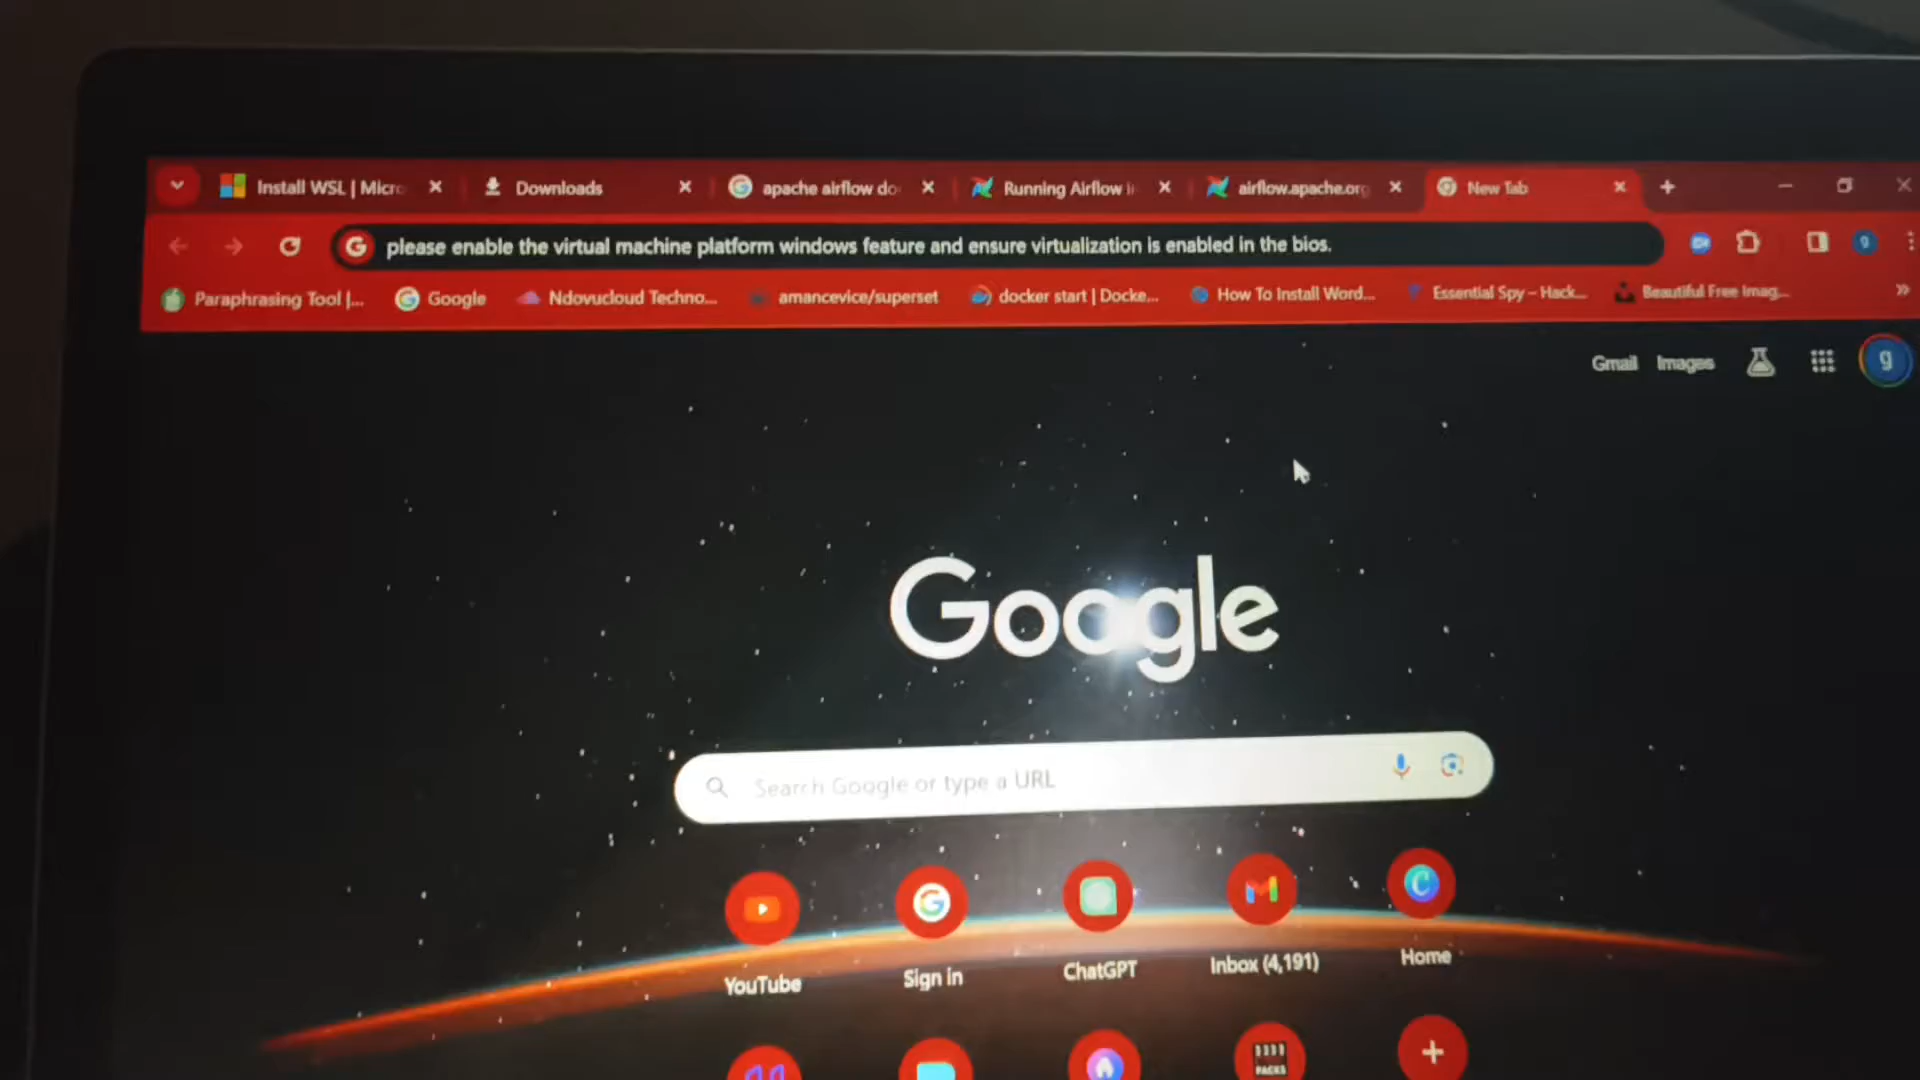 Install WSL | Micro
Downloads
apache airflow do
Running Airflow i
airflow.apache.org
New Tab
please enable the virtual machine platform windows feature and ensure virtualization is enabled in the bios.
Paraphrasing Tool |...
Google
Ndovucloud Techno...
amancevice/superset
docker start | Docke...
How To Install Word...
Essential Spy – Hack...
Beautiful Free Imag...
Gmail
Images
g
Google
Search Google or type a URL
YouTube
Sign in
ChatGPT
Inbox (4,191)
Home
PACKS